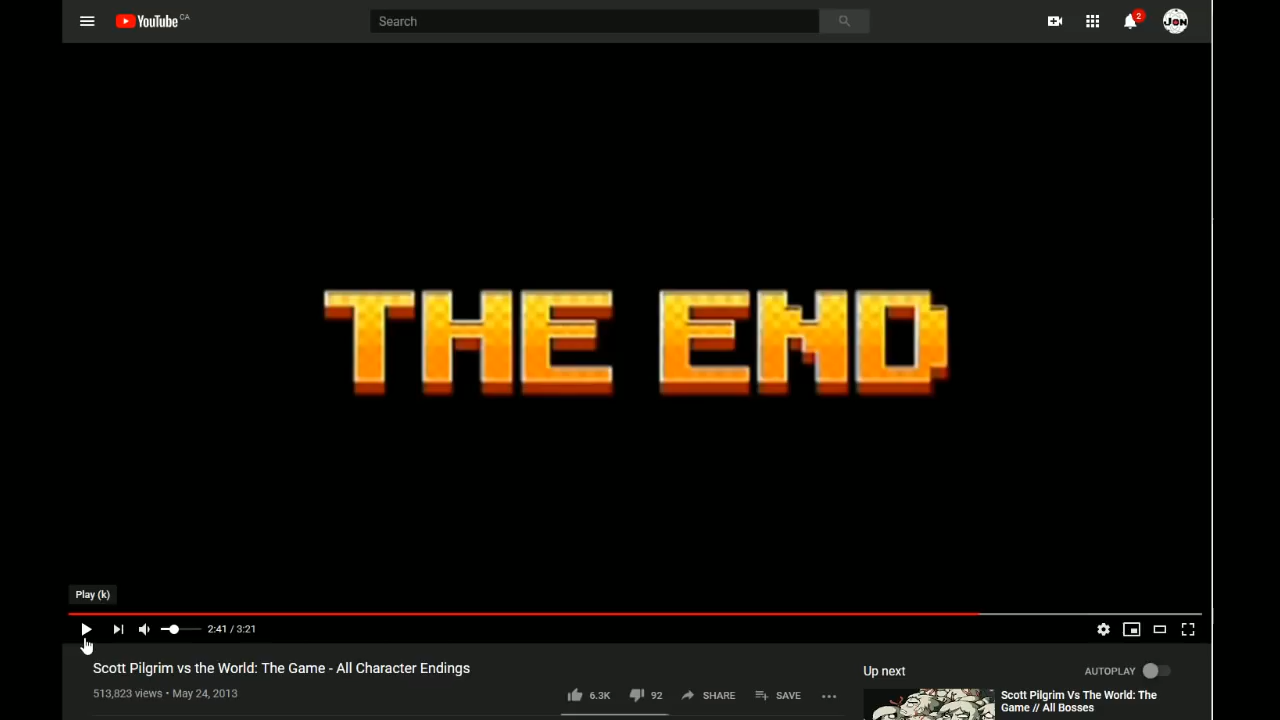 YouTube CA
Search
2
JON
THE END
Play (k)
2:41 / 3:21
Scott Pilgrim vs the World: The Game - All Character Endings
513,823 views • May 24, 2013
6.3K 92 SHARE SAVE
Up next
AUTOPLAY
Scott Pilgrim Vs The World: The
Game // All Bosses